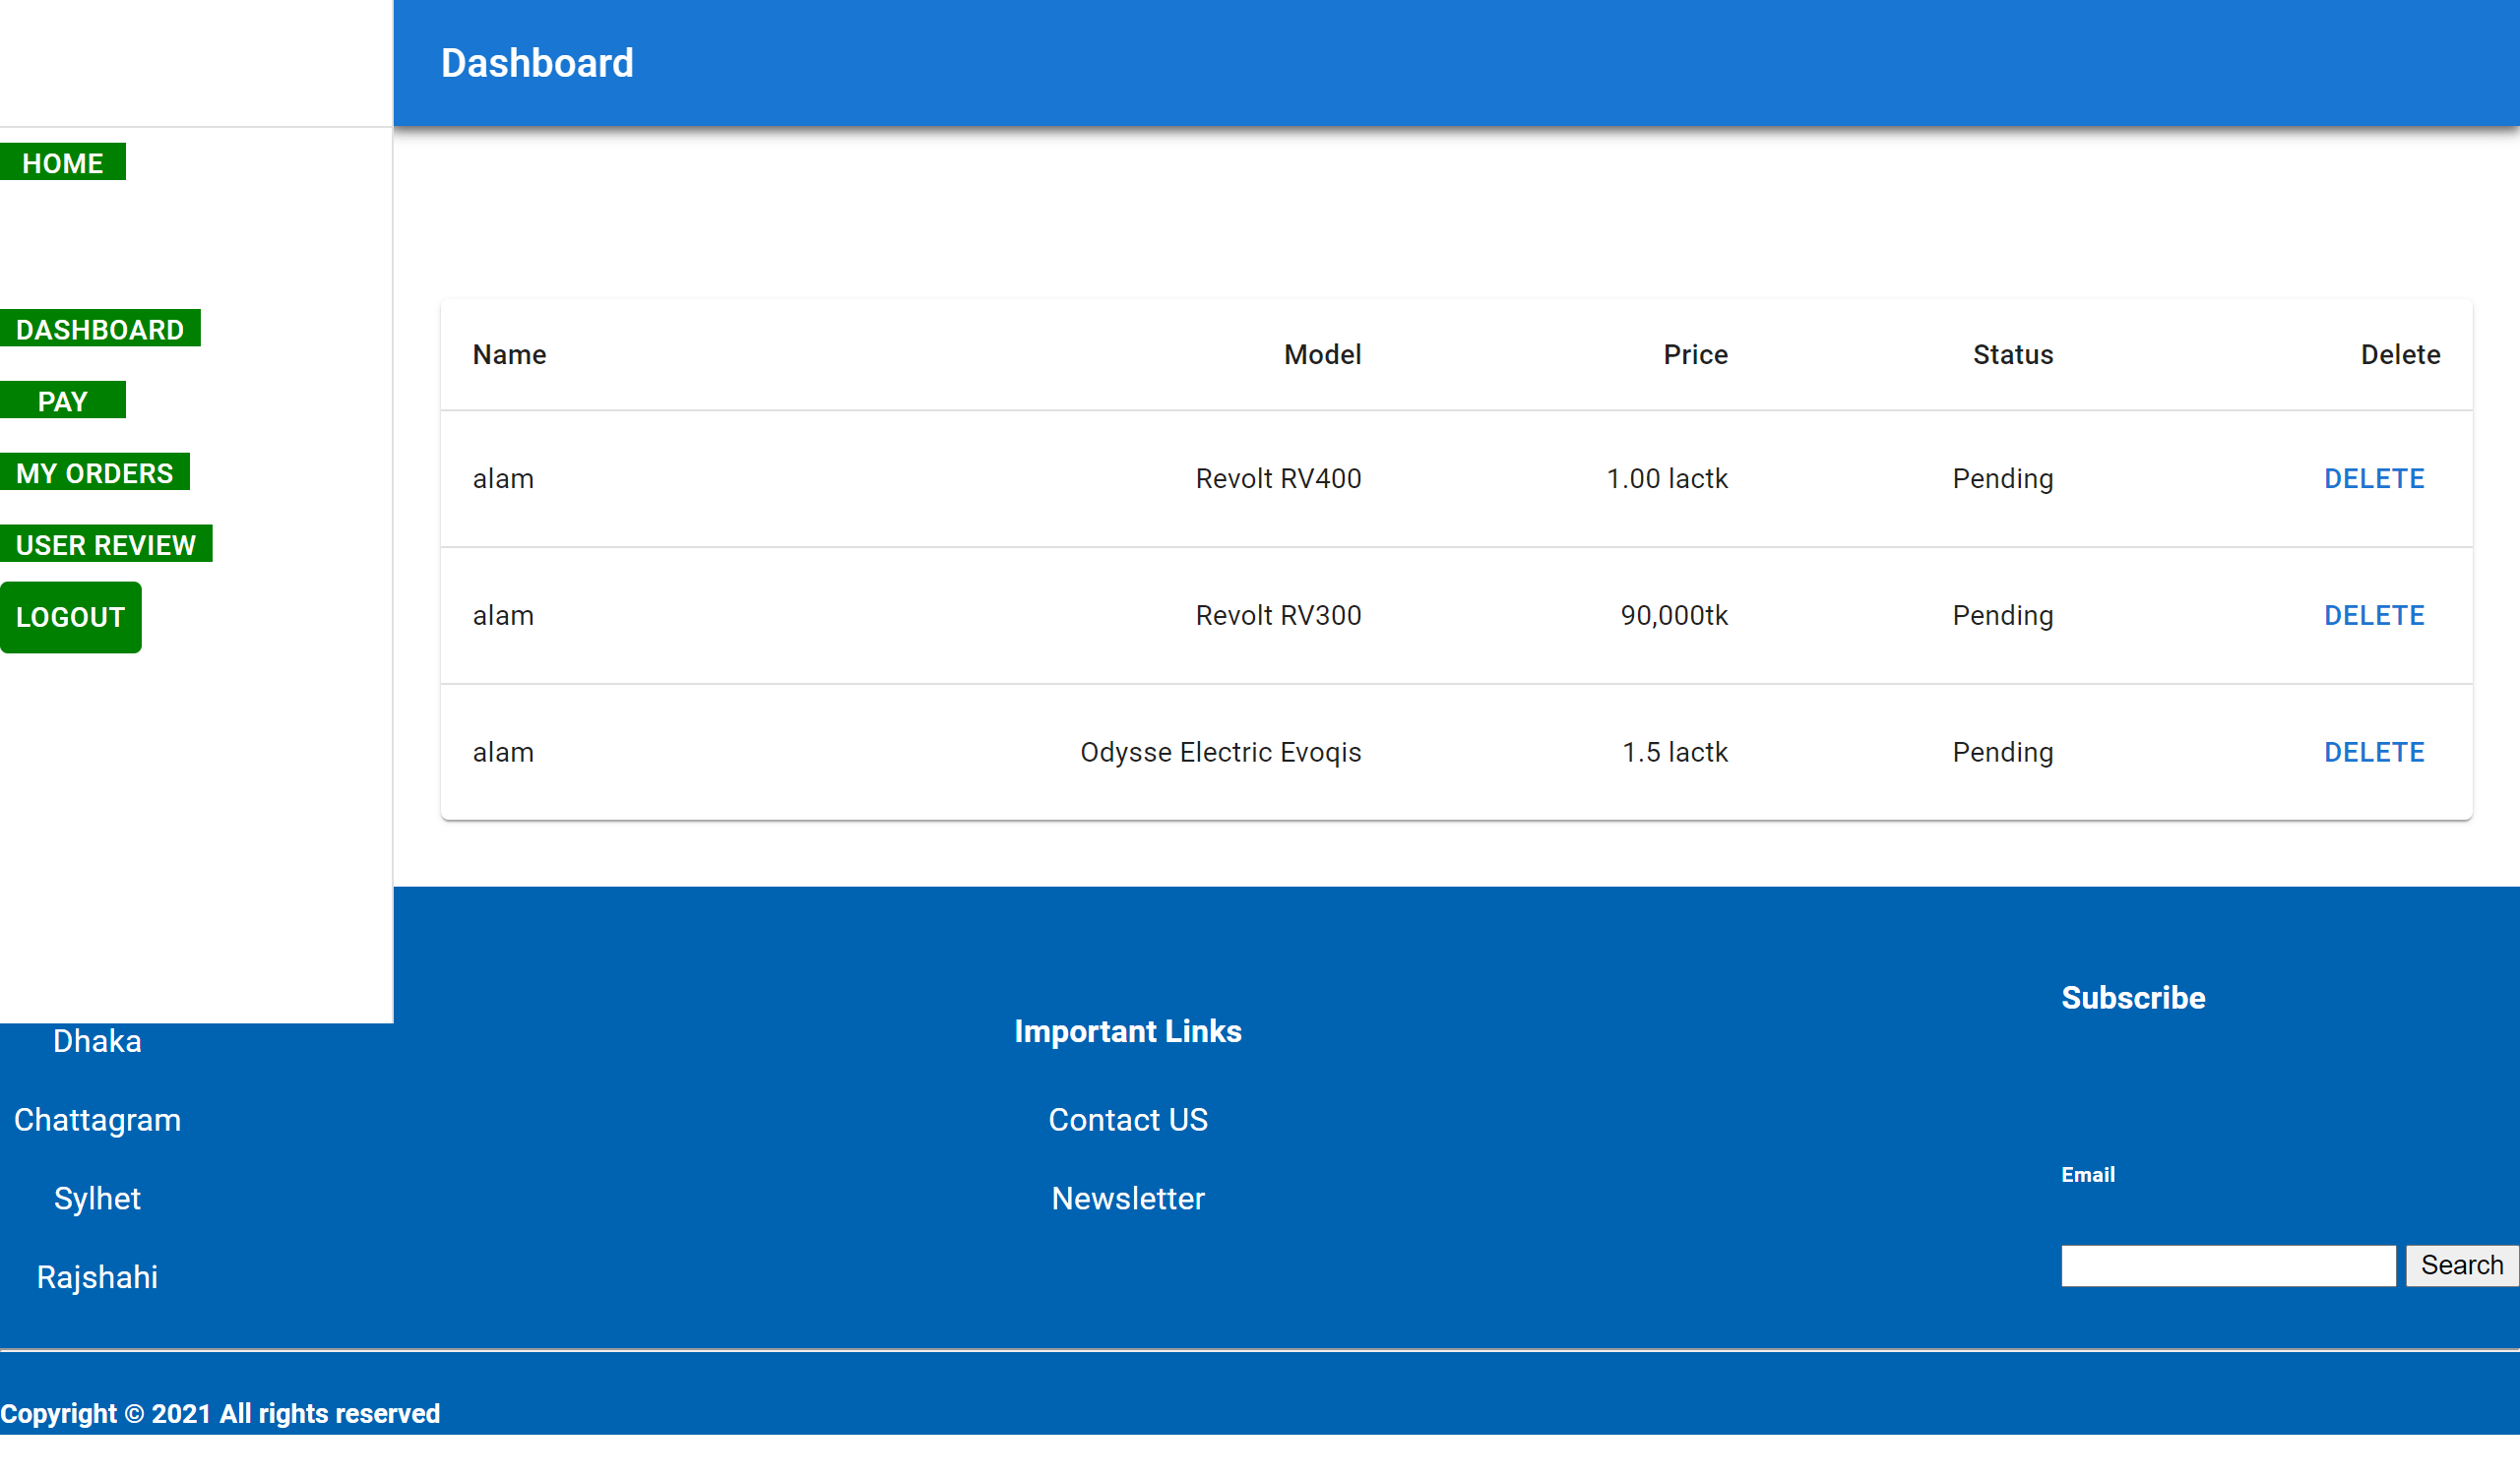 Dashboard
HOME
DASHBOARD
PAY
MY ORDERS
USER REVIEW
LOGOUT
Name Model Price Status Delete
alam Revolt RV400 1.00 lactk Pending DELETE
alam Revolt RV300 90,000tk Pending DELETE
alam Odysse Electric Evoqis 1.5 lactk Pending DELETE
Dhaka
Chattagram
Sylhet
Rajshahi
Important Links
Contact US
Newsletter
Subscribe
Email
Search
Copyright © 2021 All rights reserved